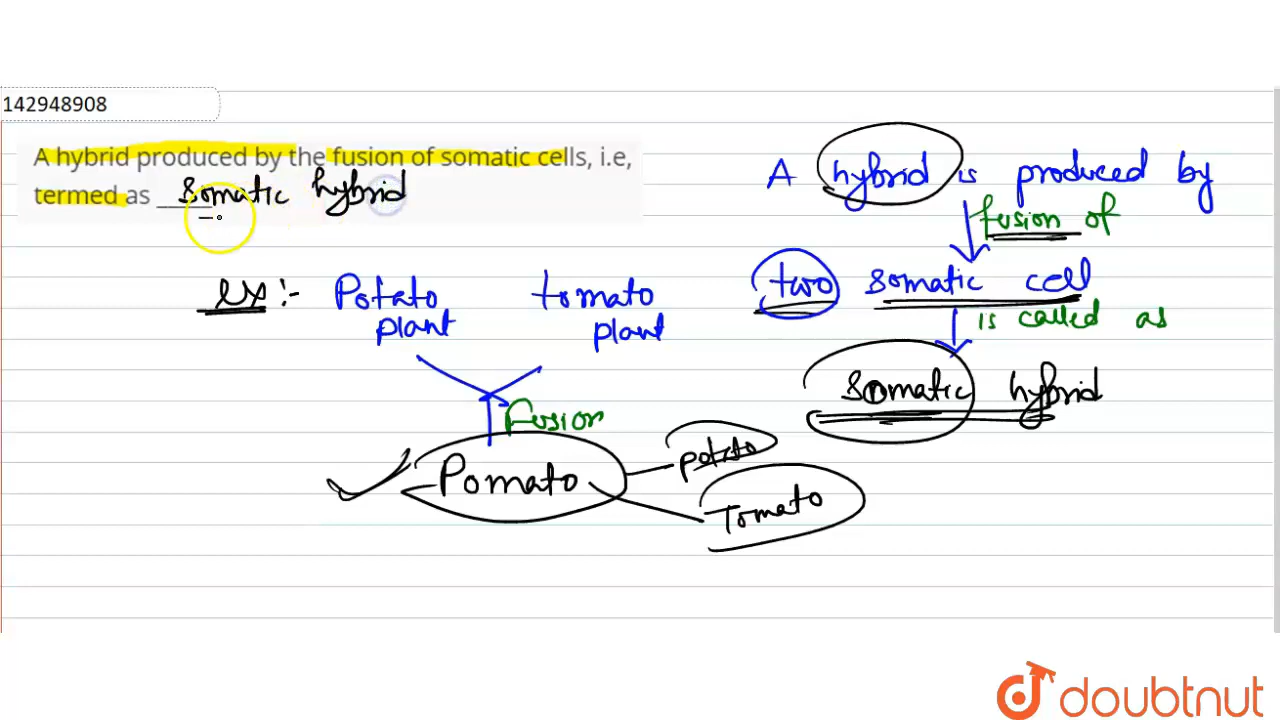 142948908
A hybrid produced by the fusion of somatic cells, i.e,
termed as ______ somatic hybrid
A hybrid is produced by
fusion of
two somatic cell
is called as
somatic hybrid
ex :- Potato plant tomato plant
Fusion
Pomato
potato
Tomato
doubtnut